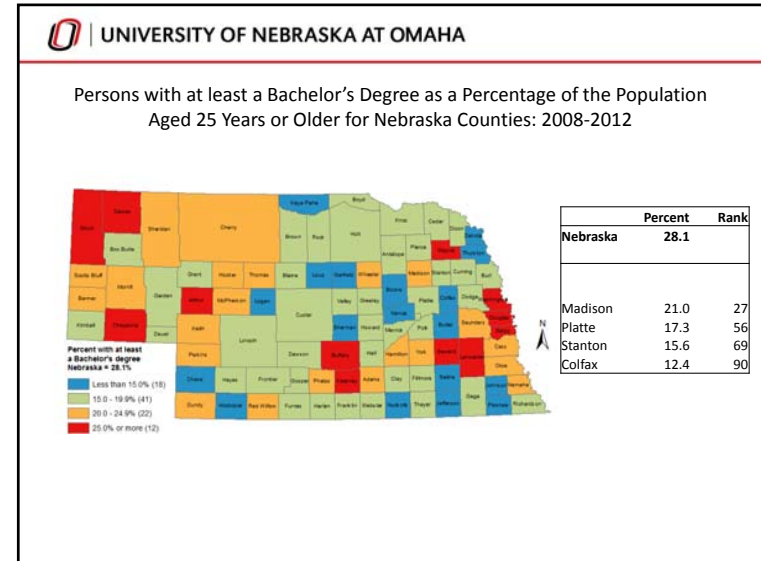 UNIVERSITY OF NEBRASKA AT OMAHA
Persons with at least a Bachelor's Degree as a Percentage of the Population
Aged 25 Years or Older for Nebraska Counties: 2008-2012
Sioux Dawes Sheridan Cherry Keya Paha Boyd
Box Butte Brown Rock Holt Knox Cedar Dixon Dakota
Antelope Pierce Wayne Thurston
Scotts Bluff Morrill Grant Hooker Thomas Blaine Loup Garfield Wheeler Madison Stanton Cuming Burt
Banner Garden Arthur McPherson Logan Valley Greeley Boone Platte Colfax Dodge Washington
Kimball Cheyenne Deuel Keith Lincoln Custer Sherman Howard Nance Merrick Polk Butler Saunders Douglas Sarpy
Perkins Dawson Buffalo Hall Hamilton York Seward Lancaster Cass Otoe
Chase Hayes Frontier Gosper Phelps Kearney Adams Clay Fillmore Saline Johnson Nemaha
Dundy Hitchcock Red Willow Furnas Harlan Franklin Webster Nuckolls Thayer Jefferson Gage Pawnee Richardson
N
Percent with at least
a Bachelor's degree
Nebraska = 28.1%
Less than 15.0% (18)
15.0 - 19.9% (41)
20.0 - 24.9% (22)
25.0% or more (12)
Percent Rank
Nebraska 28.1
Madison 21.0 27
Platte 17.3 56
Stanton 15.6 69
Colfax 12.4 90